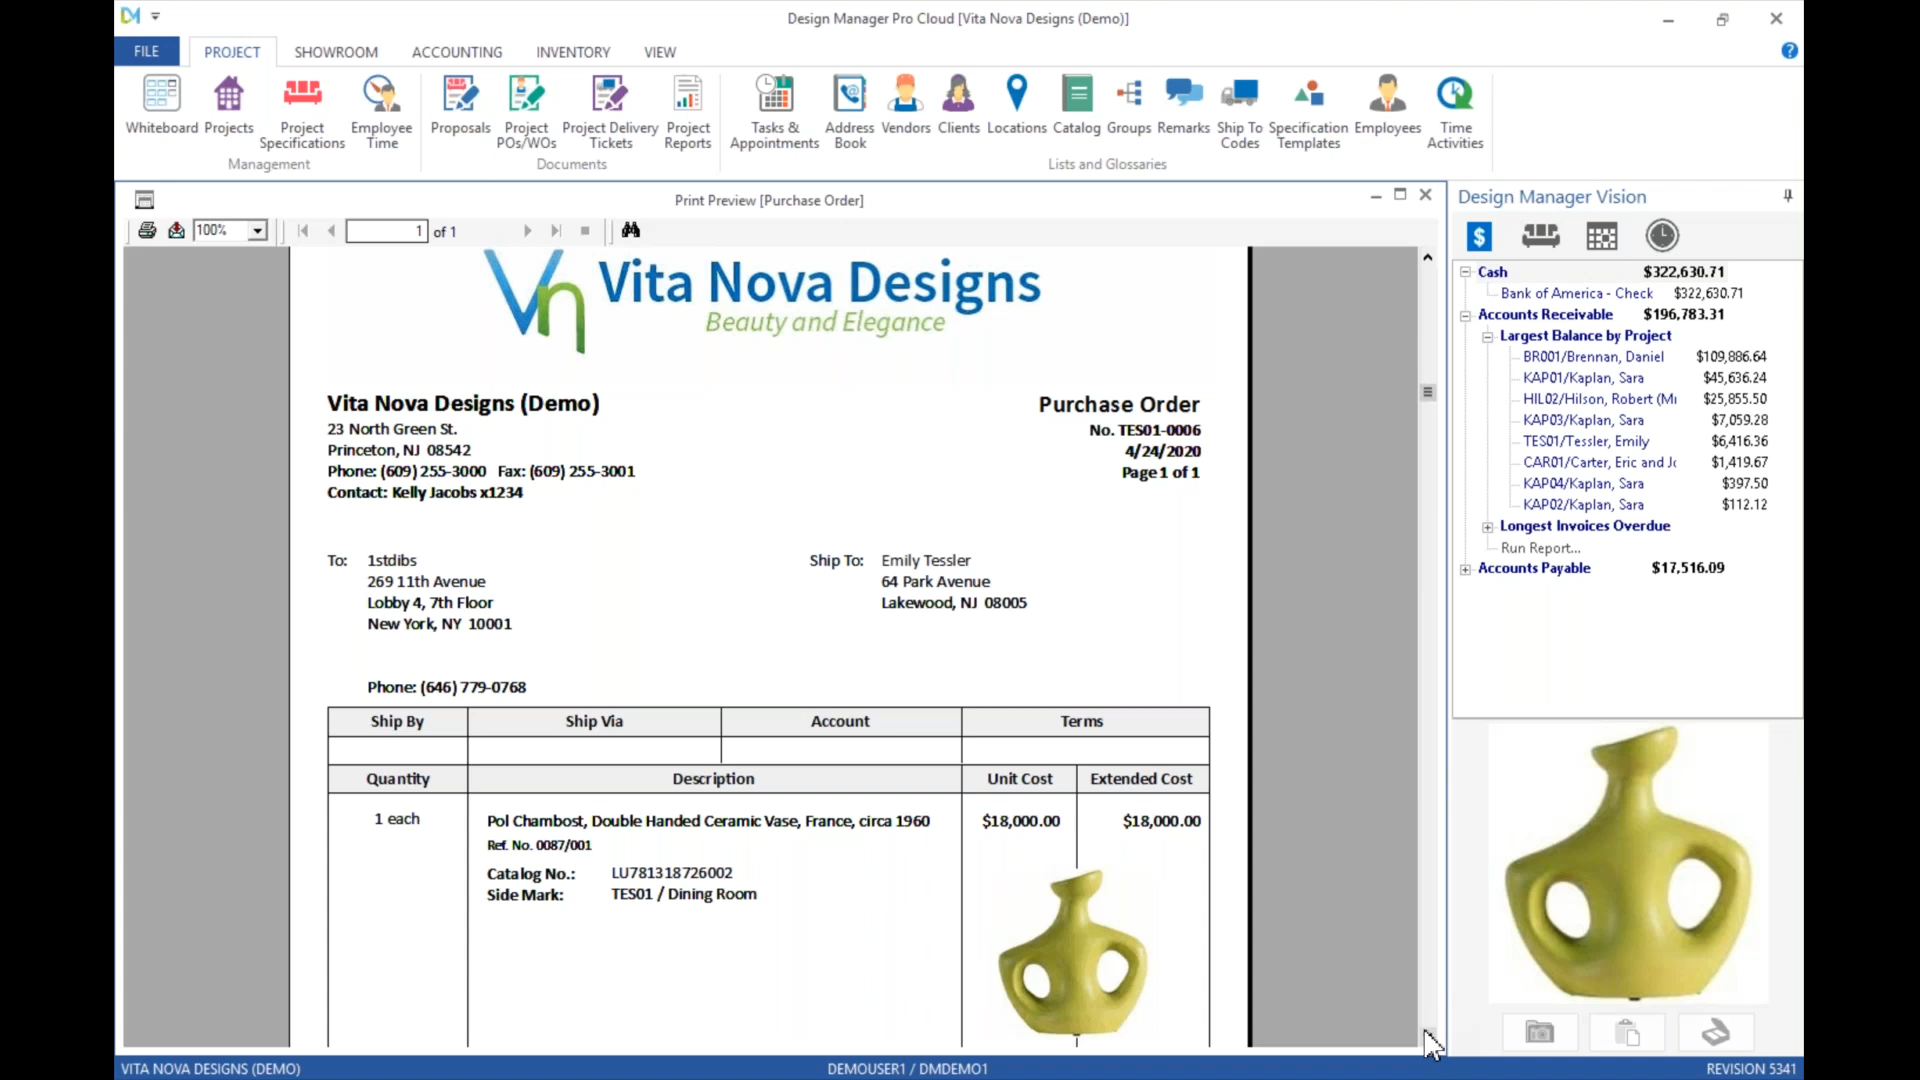 Design Manager Pro Cloud [Vita Nova Designs (Demo)]
FILE PROJECT SHOWROOM ACCOUNTING INVENTORY VIEW
Whiteboard Projects Project Specifications Employee Time Proposals Project POs/WOs Project Delivery Tickets Project Reports Tasks & Appointments Address Book Vendors Clients Locations Catalog Groups Remarks Ship To Codes Specification Templates Employees Time Activities
Management Documents Lists and Glossaries
Print Preview [Purchase Order]
100% 1 of 1
Vn Vita Nova Designs
Beauty and Elegance
Vita Nova Designs (Demo)
23 North Green St.
Princeton, NJ 08542
Phone: (609) 255-3000 Fax: (609) 255-3001
Contact: Kelly Jacobs x1234
Purchase Order
No. TES01-0006
4/24/2020
Page 1 of 1
To: 1stdibs
269 11th Avenue
Lobby 4, 7th Floor
New York, NY 10001
Phone: (646) 779-0768
Ship To: Emily Tessler
64 Park Avenue
Lakewood, NJ 08005
Ship By Ship Via Account Terms
Quantity Description Unit Cost Extended Cost
1 each Pol Chambost, Double Handed Ceramic Vase, France, circa 1960 $18,000.00 $18,000.00
Ref. No. 0087/001
Catalog No.: LU781318726002
Side Mark: TES01 / Dining Room
Design Manager Vision
$
Cash $322,630.71
Bank of America - Check $322,630.71
Accounts Receivable $196,783.31
Largest Balance by Project
BR001/Brennan, Daniel $109,886.64
KAP01/Kaplan, Sara $45,636.24
HIL02/Hilson, Robert (Mr $25,855.50
KAP03/Kaplan, Sara $7,059.28
TES01/Tessler, Emily $6,416.36
CAR01/Carter, Eric and Jo $1,419.67
KAP04/Kaplan, Sara $397.50
KAP02/Kaplan, Sara $112.12
Longest Invoices Overdue
Run Report...
Accounts Payable $17,516.09
VITA NOVA DESIGNS (DEMO) DEMOUSER1 / DMDEMO1 REVISION 5341